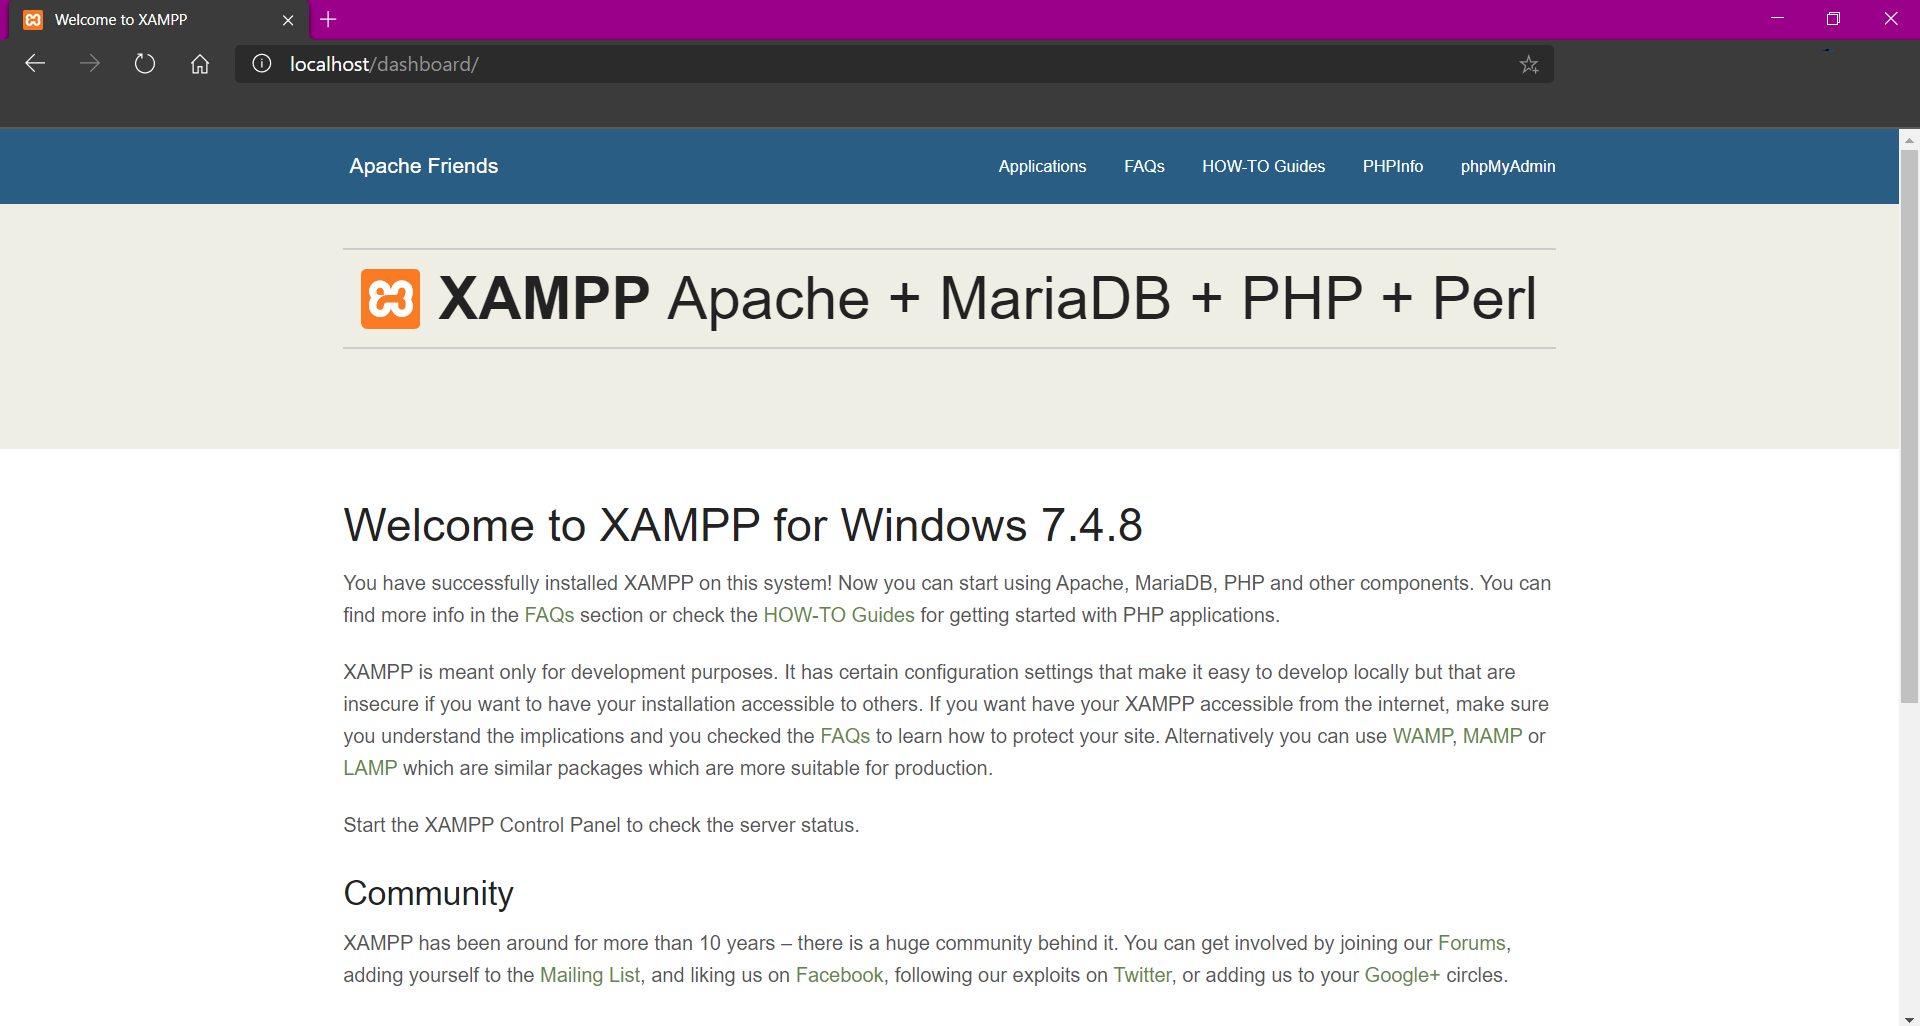 Welcome to XAMPP
localhost/dashboard/
Apache Friends
Applications FAQs HOW-TO Guides PHPInfo phpMyAdmin
XAMPP Apache + MariaDB + PHP + Perl
Welcome to XAMPP for Windows 7.4.8
You have successfully installed XAMPP on this system! Now you can start using Apache, MariaDB, PHP and other components. You can
find more info in the FAQs section or check the HOW-TO Guides for getting started with PHP applications.
XAMPP is meant only for development purposes. It has certain configuration settings that make it easy to develop locally but that are
insecure if you want to have your installation accessible to others. If you want have your XAMPP accessible from the internet, make sure
you understand the implications and you checked the FAQs to learn how to protect your site. Alternatively you can use WAMP, MAMP or
LAMP which are similar packages which are more suitable for production.
Start the XAMPP Control Panel to check the server status.
Community
XAMPP has been around for more than 10 years – there is a huge community behind it. You can get involved by joining our Forums,
adding yourself to the Mailing List, and liking us on Facebook, following our exploits on Twitter, or adding us to your Google+ circles.